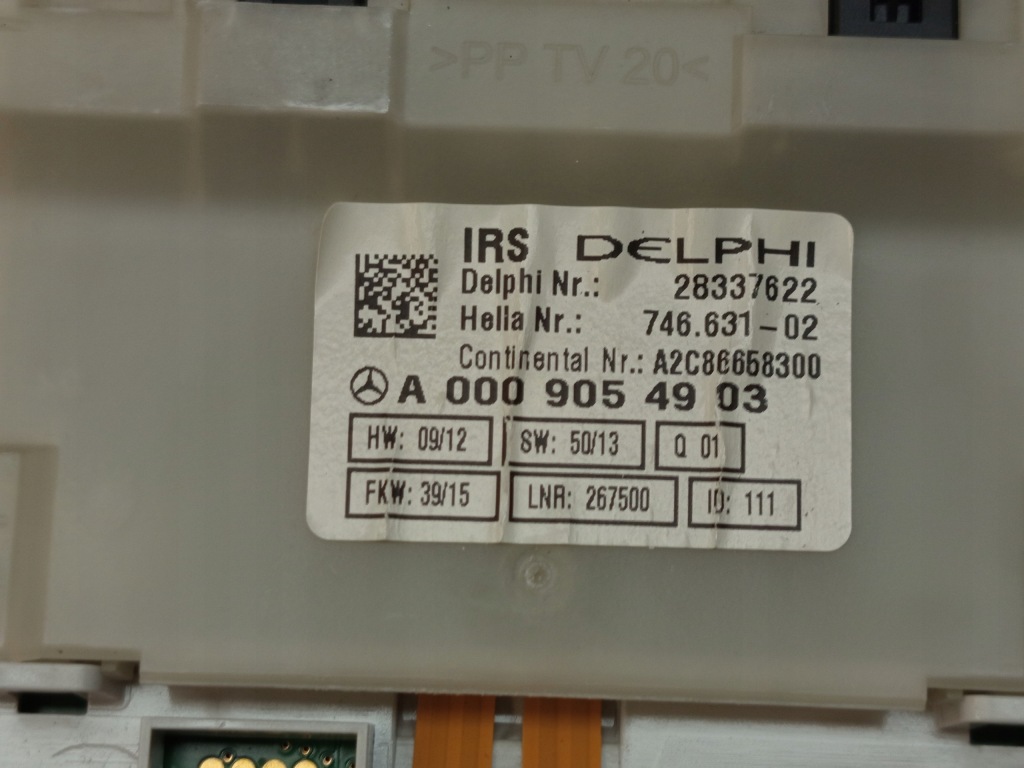 >PP TV 20<
IRS DELPHI
Delphi Nr.: 28337622
Hella Nr.: 746.631-02
Continental Nr.: A2C86658300
A 000 905 49 03
HW: 09/12 SW: 50/13 Q 01
FKW: 39/15 LNR: 267500 ID: 111